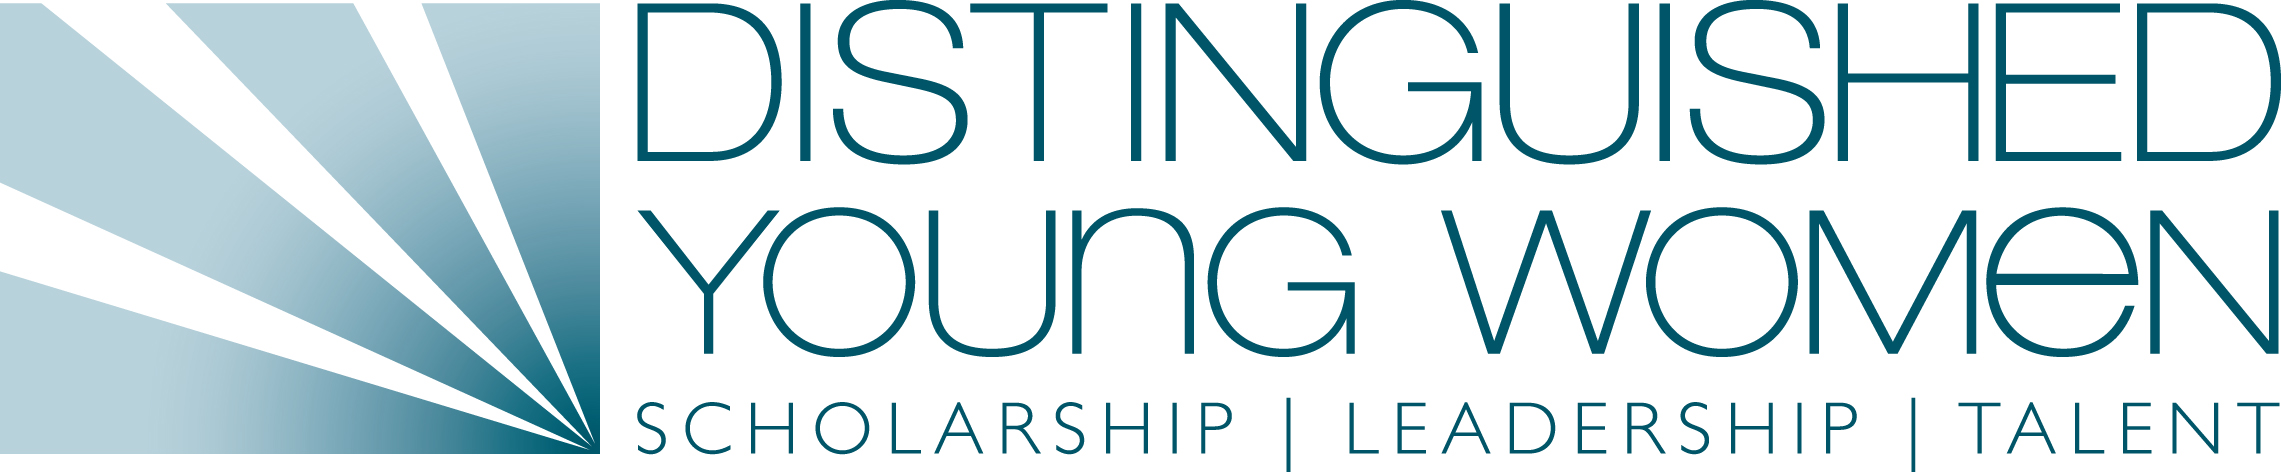 DISTINGUISHED
YOUnG WOMeN
SCHOLARSHIP | LEADERSHIP | TALENT